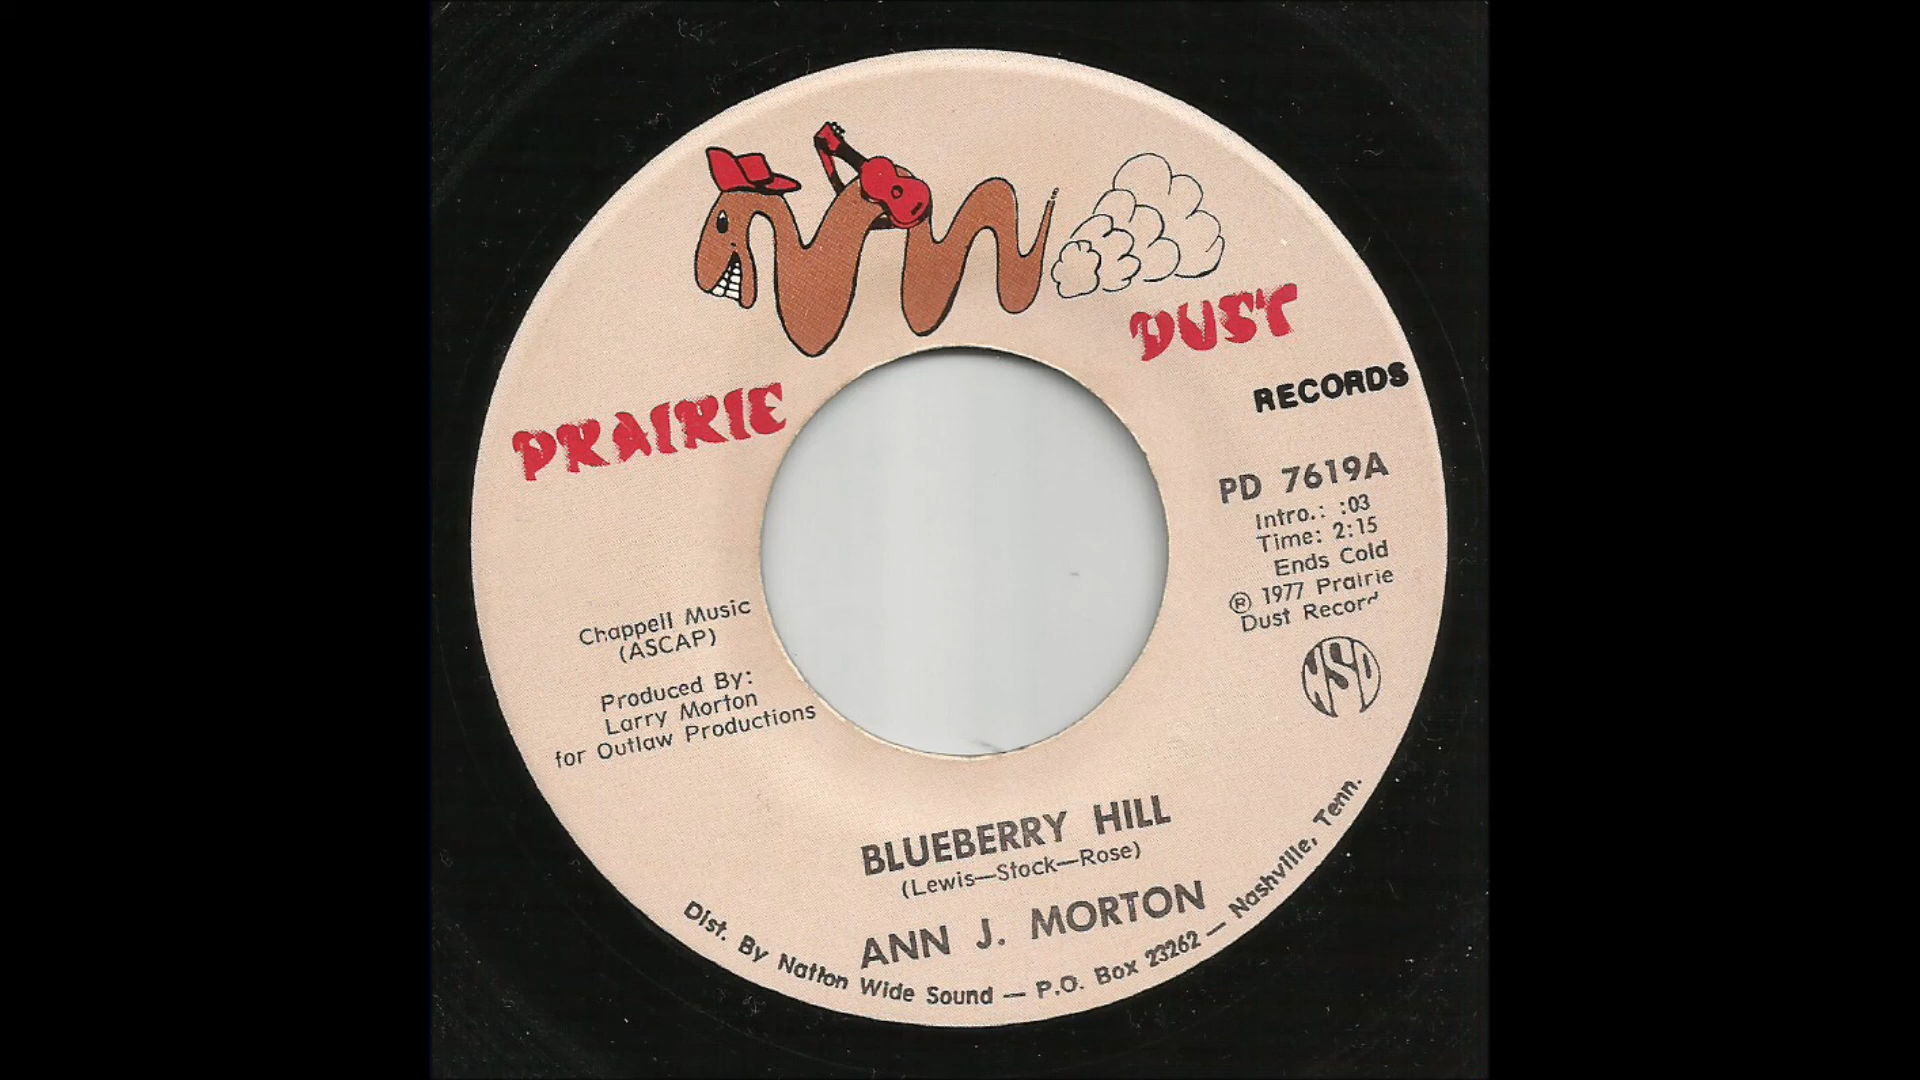 PRAIRIE
DUST
RECORDS
PD 7619A
Intro.: :03
Time: 2:15
Ends Cold
Ⓡ 1977 Prairie
Dust Record
NSD
Chappell Music
(ASCAP)
Produced By:
Larry Morton
for Outlaw Productions
BLUEBERRY HILL
(Lewis—Stock—Rose)
ANN J. MORTON
Dist. By Nation Wide Sound — P.O. Box 23262 — Nashville, Tenn.